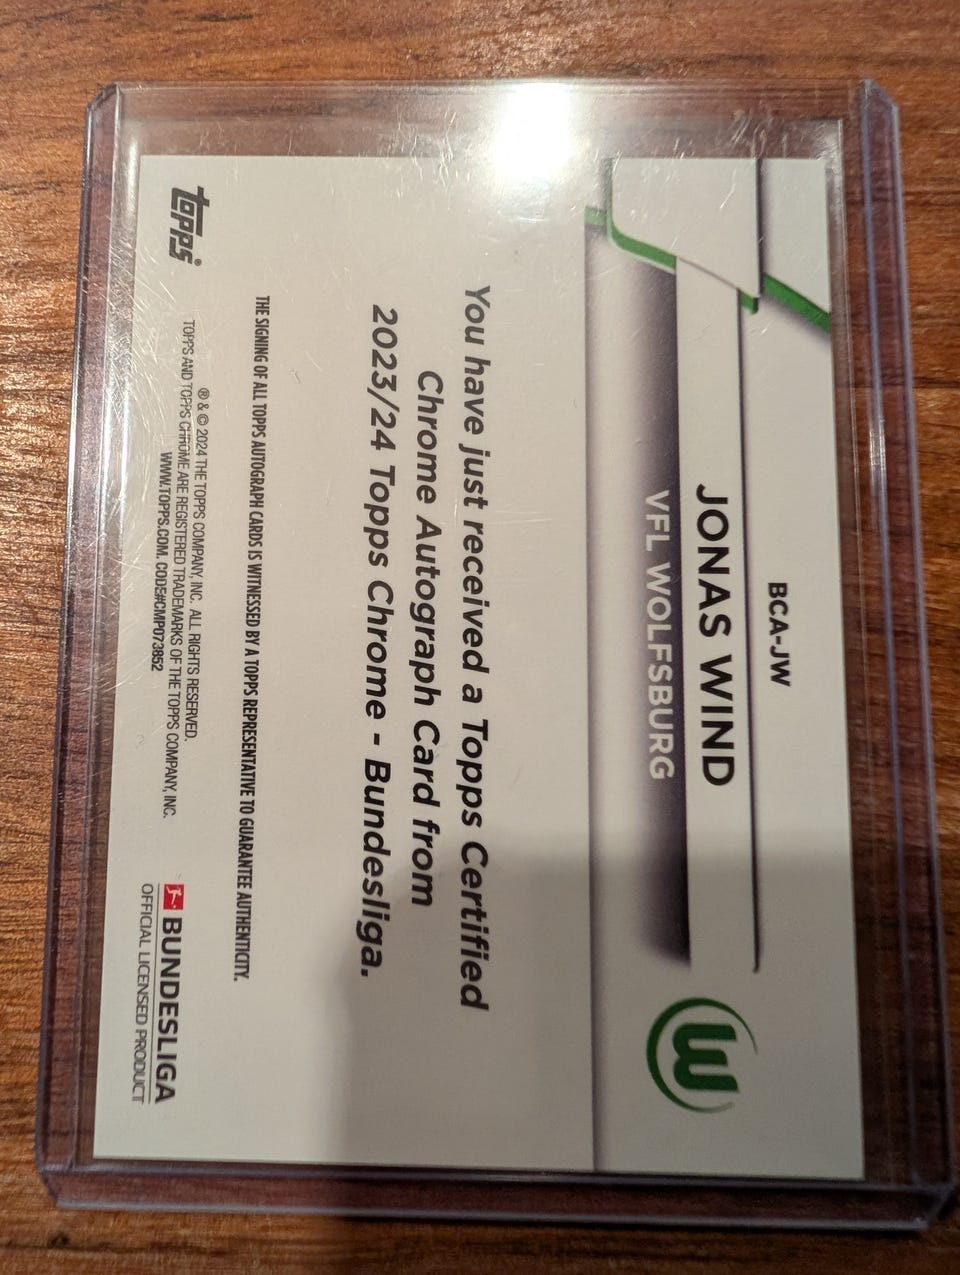 BCA-JW
JONAS WIND
VFL WOLFSBURG
W
You have just received a Topps Certified
Chrome Autograph Card from
2023/24 Topps Chrome - Bundesliga.
THE SIGNING OF ALL TOPPS AUTOGRAPH CARDS IS WITNESSED BY A TOPPS REPRESENTATIVE TO GUARANTEE AUTHENTICITY.
topps®
® & © 2024 THE TOPPS COMPANY, INC. ALL RIGHTS RESERVED.
TOPPS AND TOPPS CHROME ARE REGISTERED TRADEMARKS OF THE TOPPS COMPANY, INC.
WWW.TOPPS.COM. CODE#CMP073852
BUNDESLIGA
OFFICIAL LICENSED PRODUCT